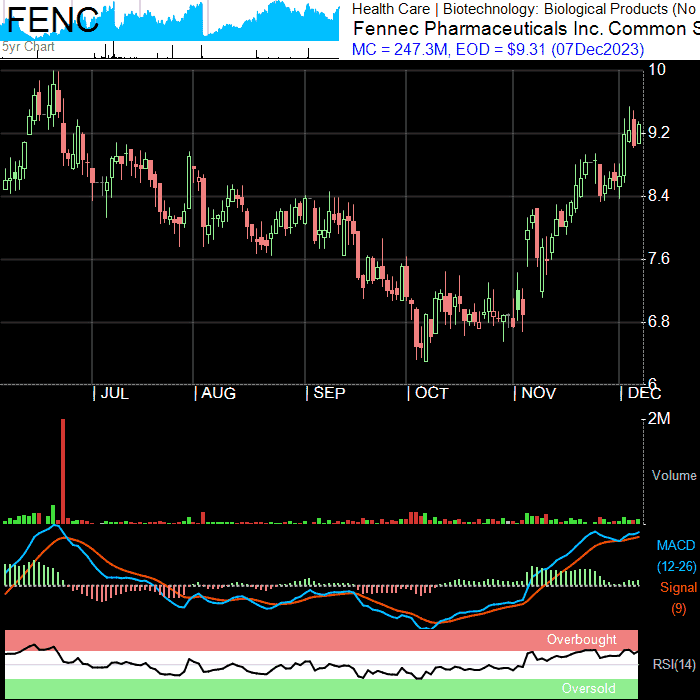 FENC
5yr Chart
Health Care | Biotechnology: Biological Products (No
Fennec Pharmaceuticals Inc. Common S
MC = 247.3M, EOD = $9.31 (07Dec2023)
10
9.2
8.4
7.6
6.8
6
| JUL | AUG | SEP | OCT | NOV | DEC
2M
Volume
MACD
(12-26)
Signal
(9)
Overbought
RSI(14)
Oversold